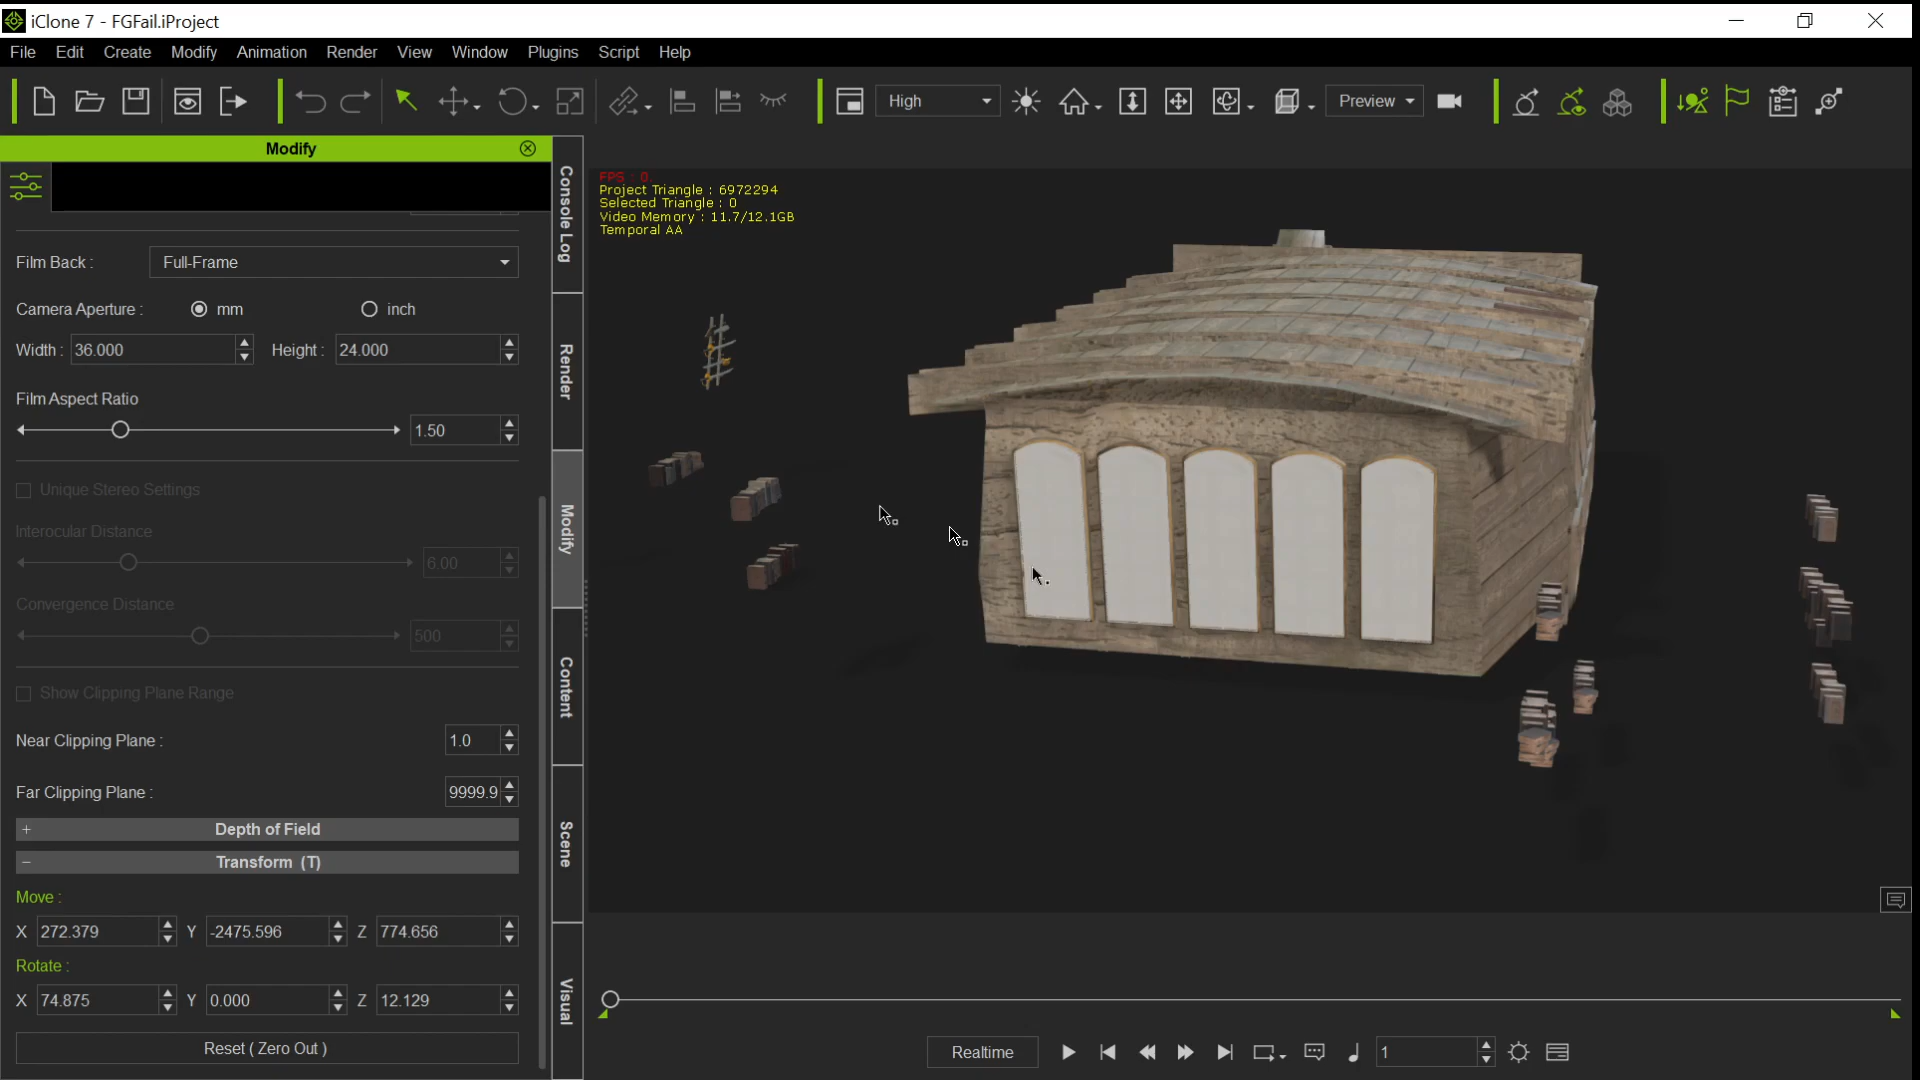 iClone 7 - FGFail.iProject
File Edit Create Modify Animation Render View Window Plugins Script Help
High
Preview
Modify
Film Back :
Full-Frame
Camera Aperture :
mm
inch
Width : 36.000 Height : 24.000
Film Aspect Ratio
1.50
Unique Stereo Settings
Interocular Distance
6.00
Convergence Distance
500
Show Clipping Plane Range
Near Clipping Plane : 1.0
Far Clipping Plane : 9999.9
+ Depth of Field
− Transform (T)
Move :
X 272.379 Y -2475.596 Z 774.656
Rotate :
X 74.875 Y 0.000 Z 12.129
Reset ( Zero Out )
Console Log
Render
Modify
Content
Scene
Visual
FPS : 0.
Project Triangle : 6972294
Selected Triangle : 0
Video Memory : 11.7/12.1GB
Temporal AA
Realtime
1